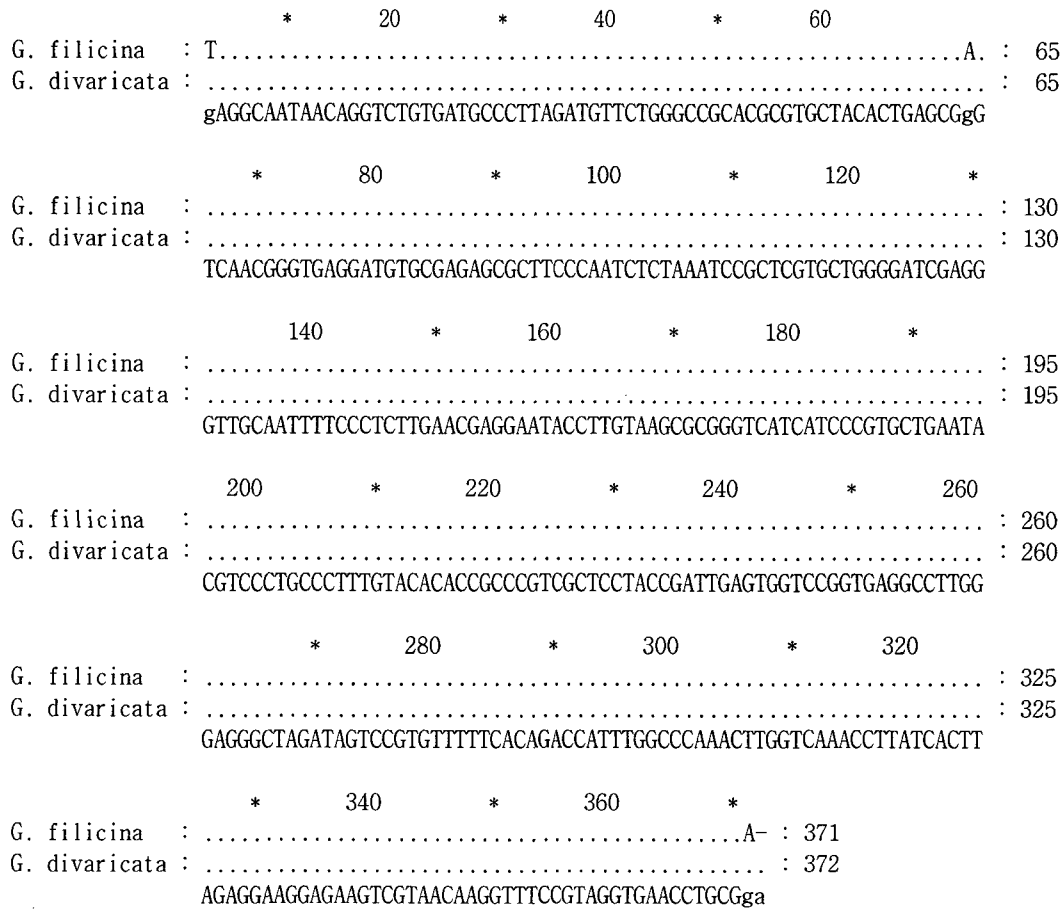 * 20 * 40 * 60
G. filicina : T..............................................................A. : 65
G. divaricata : ................................................................. : 65
gAGGCAATAACAGGTCTGTGATGCCCTTAGATGTTCTGGGCCGCACGCGTGCTACACTGAGCGgG
* 80 * 100 * 120 *
G. filicina : ................................................................. : 130
G. divaricata : ................................................................. : 130
TCAACGGGTGAGGATGTGCGAGAGCGCTTCCCAATCTCTAAATCCGCTCGTGCTGGGGATCGAGG
140 * 160 * 180 *
G. filicina : ................................................................. : 195
G. divaricata : ................................................................. : 195
GTTGCAATTTTCCCTCTTGAACGAGGAATACCTTGTAAGCGCGGGTCATCATCCCGTGCTGAATA
200 * 220 * 240 * 260
G. filicina : ................................................................. : 260
G. divaricata : ................................................................. : 260
CGTCCCTGCCCTTTGTACACACCGCCCGTCGCTCCTACCGATTGAGTGGTCCGGTGAGGCCTTGG
* 280 * 300 * 320
G. filicina : ................................................................. : 325
G. divaricata : ................................................................. : 325
GAGGGCTAGATAGTCCGTGTTTTTCACAGACCATTTGGCCCAAACTTGGTCAAACCTTATCACTT
* 340 * 360 *
G. filicina : .............................................A- : 371
G. divaricata : ............................................... : 372
AGAGGAAGGAGAAGTCGTAACAAGGTTTCCGTAGGTGAACCTGCGga